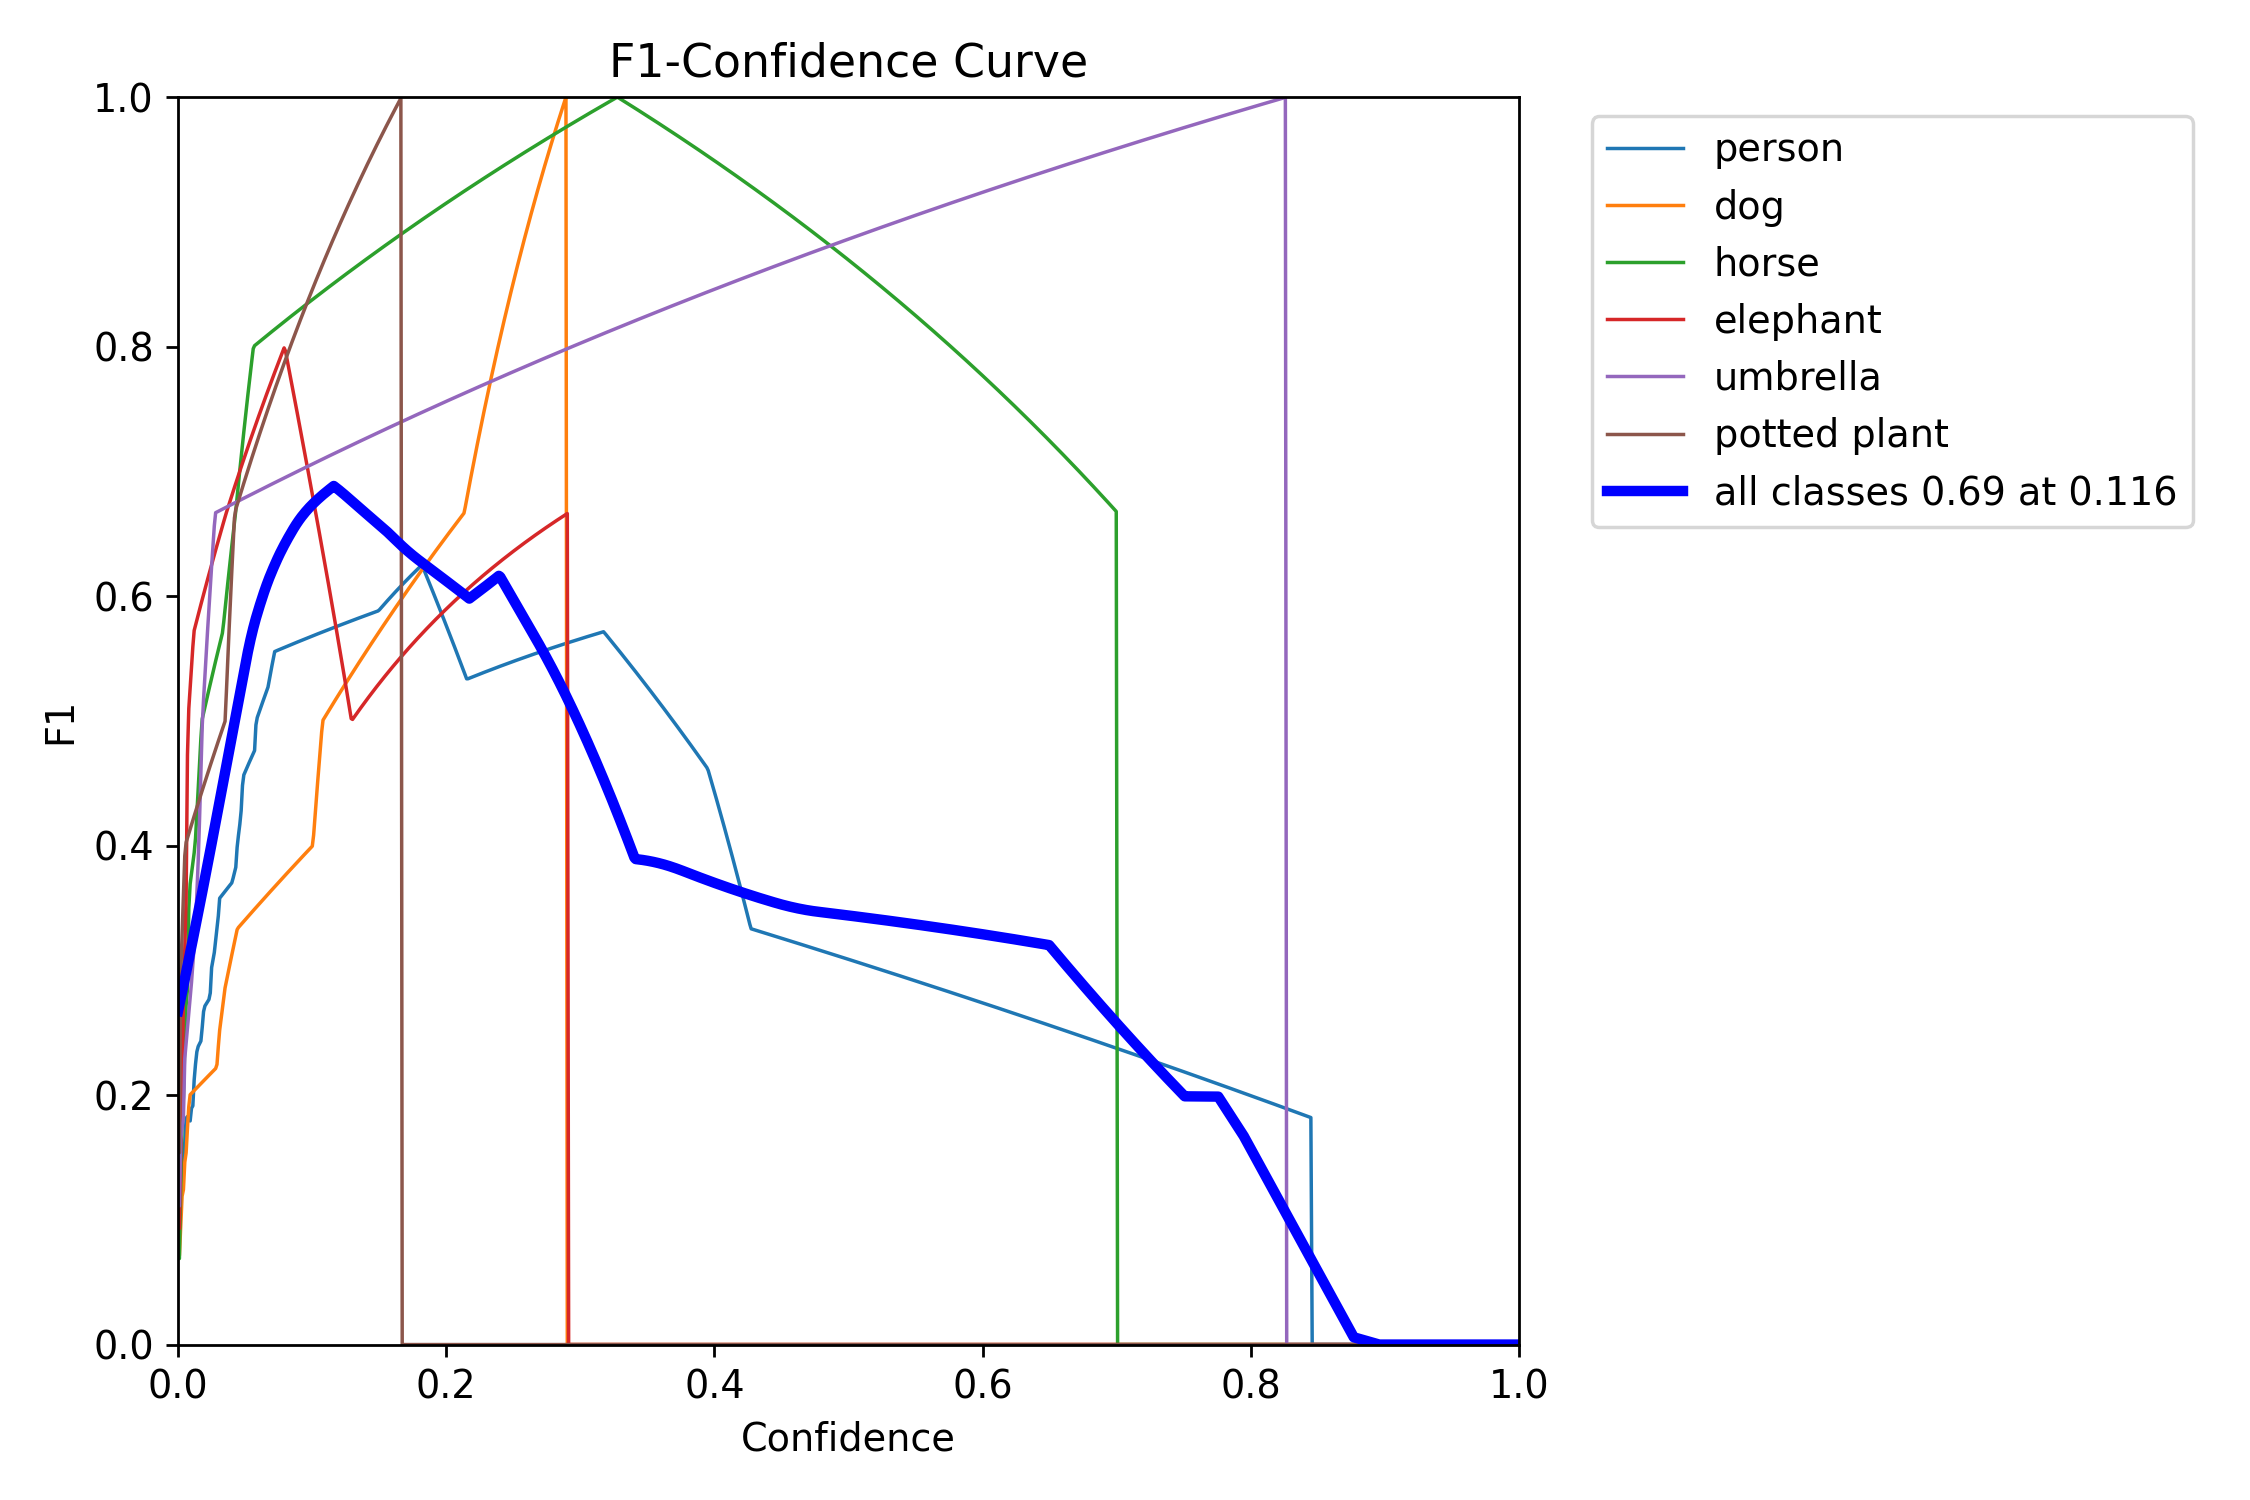 F1-Confidence Curve
1.0
0.8
0.6
0.4
0.2
0.0
F1
0.0 0.2 0.4 0.6 0.8 1.0
Confidence
person
dog
horse
elephant
umbrella
potted plant
all classes 0.69 at 0.116